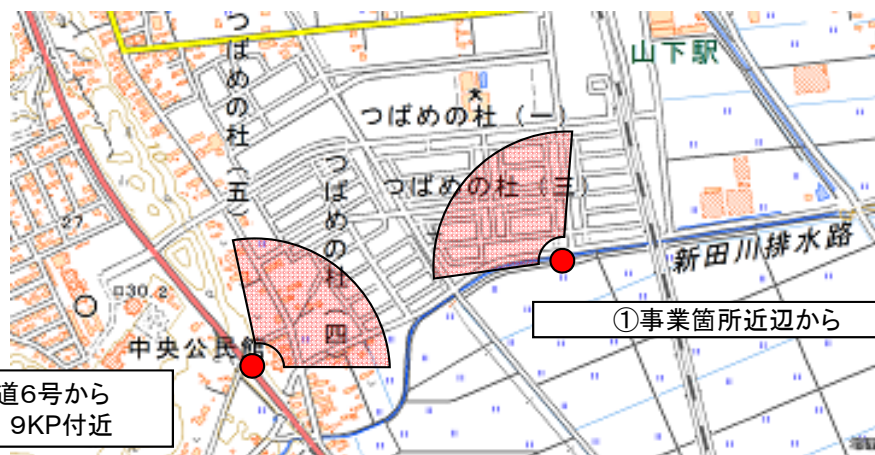 つばめの杜(五)
山下駅
つばめの杜(一)
つばめの杜(三)
つばめの杜(四
27
30.2
新田川排水路
①事業箇所近辺から
中央公民館
道6号から
9KP付近